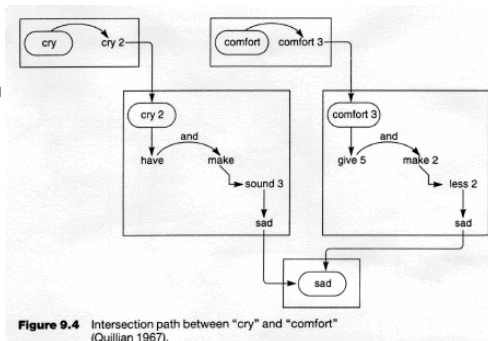 cry cry 2 comfort comfort 3
cry 2 comfort 3
and and
have make give 5 make 2
sound 3 less 2
sad sad
sad
Figure 9.4 Intersection path between "cry" and "comfort"
(Quillian 1967).